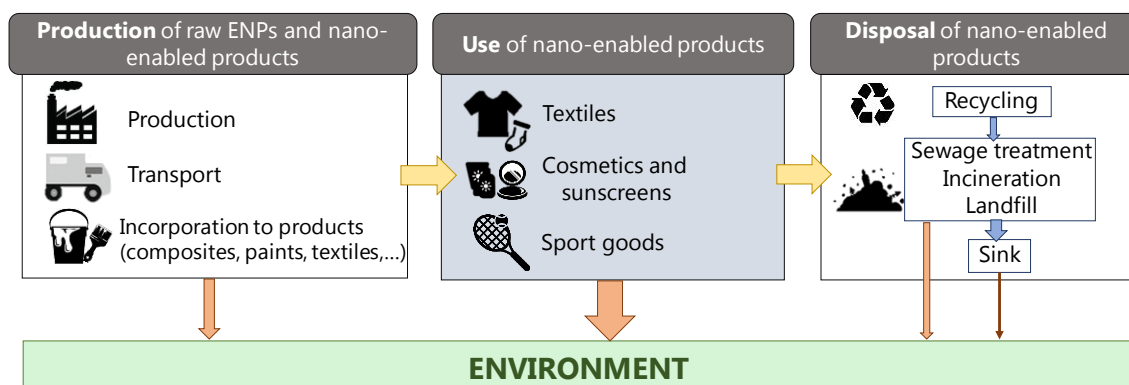 Production of raw ENPs and nano-
enabled products
Production
Transport
Incorporation to products
(composites, paints, textiles,...)
Use of nano-enabled products
Textiles
Cosmetics and
sunscreens
Sport goods
Disposal of nano-enabled
products
Recycling
Sewage treatment
Incineration
Landfill
Sink
ENVIRONMENT